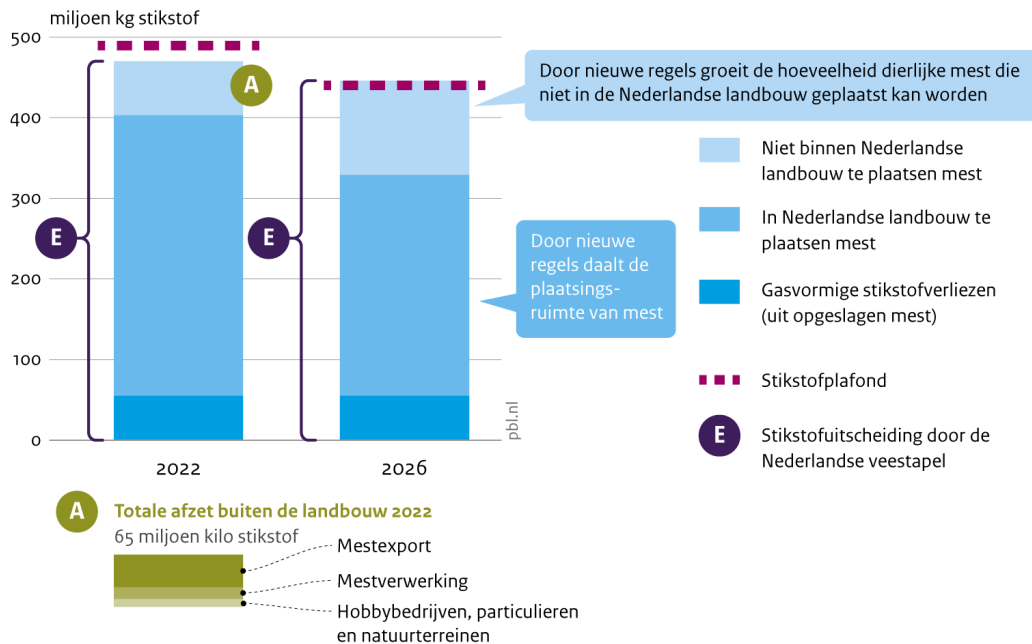 miljoen kg stikstof
500
400
300
200
100
0
A
E
E
2022
2026
Door nieuwe regels groeit de hoeveelheid dierlijke mest die
niet in de Nederlandse landbouw geplaatst kan worden
Door nieuwe
regels daalt de
plaatsings-
ruimte van mest
pbl.nl
Niet binnen Nederlandse
landbouw te plaatsen mest
In Nederlandse landbouw te
plaatsen mest
Gasvormige stikstofverliezen
(uit opgeslagen mest)
Stikstofplafond
E
Stikstofuitscheiding door de
Nederlandse veestapel
A
Totale afzet buiten de landbouw 2022
65 miljoen kilo stikstof
Mestexport
Mestverwerking
Hobbybedrijven, particulieren
en natuurterreinen